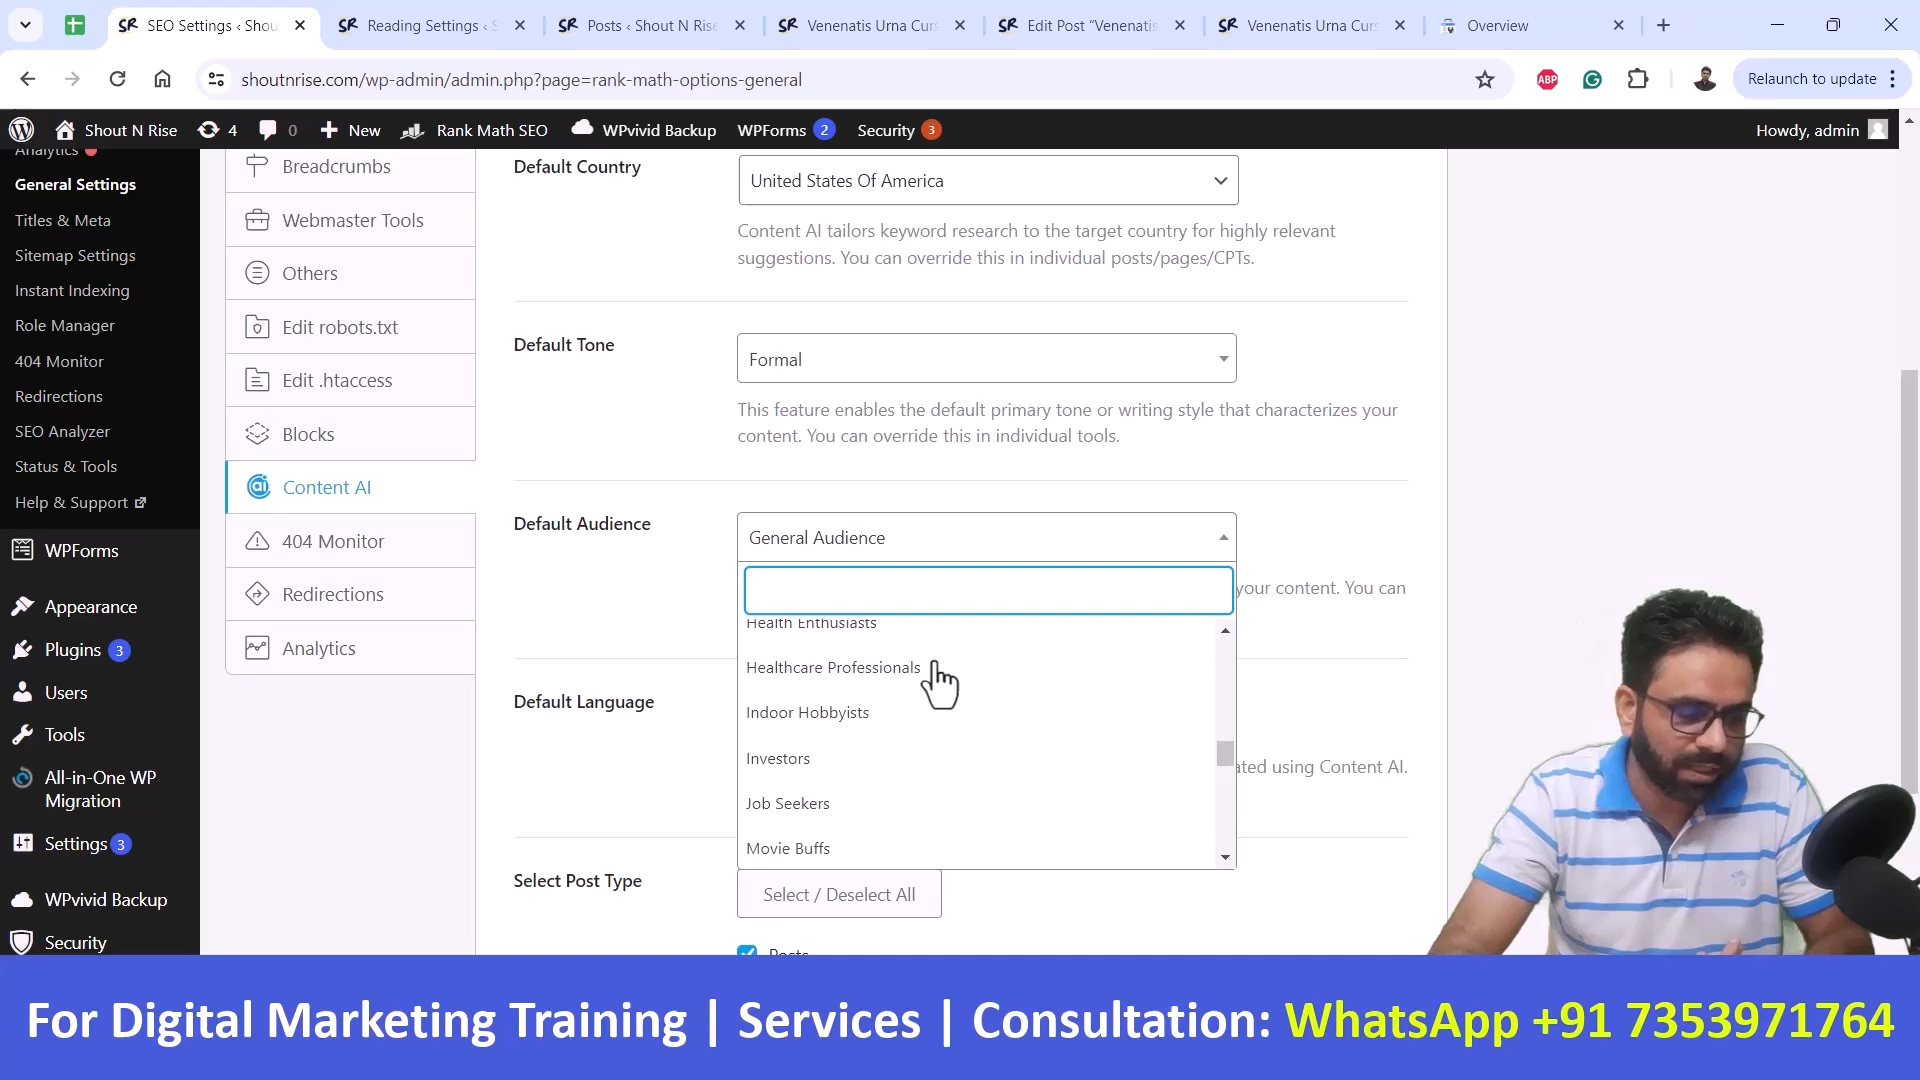 SEO Settings ‹ Shou
Reading Settings ‹ S
Posts ‹ Shout N Rise
Venenatis Urna Curs
Edit Post “Venenatis
Venenatis Urna Curs
Overview
shoutnrise.com/wp-admin/admin.php?page=rank-math-options-general
ABP
Relaunch to update
Shout N Rise
4
0
New
Rank Math SEO
WPvivid Backup
WPForms 2
Security 3
Howdy, admin
Analytics
General Settings
Titles & Meta
Sitemap Settings
Instant Indexing
Role Manager
404 Monitor
Redirections
SEO Analyzer
Status & Tools
Help & Support
WPForms
Appearance
Plugins 3
Users
Tools
All-in-One WP
Migration
Settings 3
WPvivid Backup
Security
Breadcrumbs
Webmaster Tools
Others
Edit robots.txt
Edit .htaccess
Blocks
Content AI
404 Monitor
Redirections
Analytics
Default Country
United States Of America
Content AI tailors keyword research to the target country for highly relevant
suggestions. You can override this in individual posts/pages/CPTs.
Default Tone
Formal
This feature enables the default primary tone or writing style that characterizes your
content. You can override this in individual tools.
Default Audience
General Audience
your content. You can
Health Enthusiasts
Healthcare Professionals
Indoor Hobbyists
Investors
Job Seekers
Movie Buffs
Default Language
ated using Content AI.
Select Post Type
Select / Deselect All
Posts
For Digital Marketing Training | Services | Consultation: WhatsApp +91 7353971764